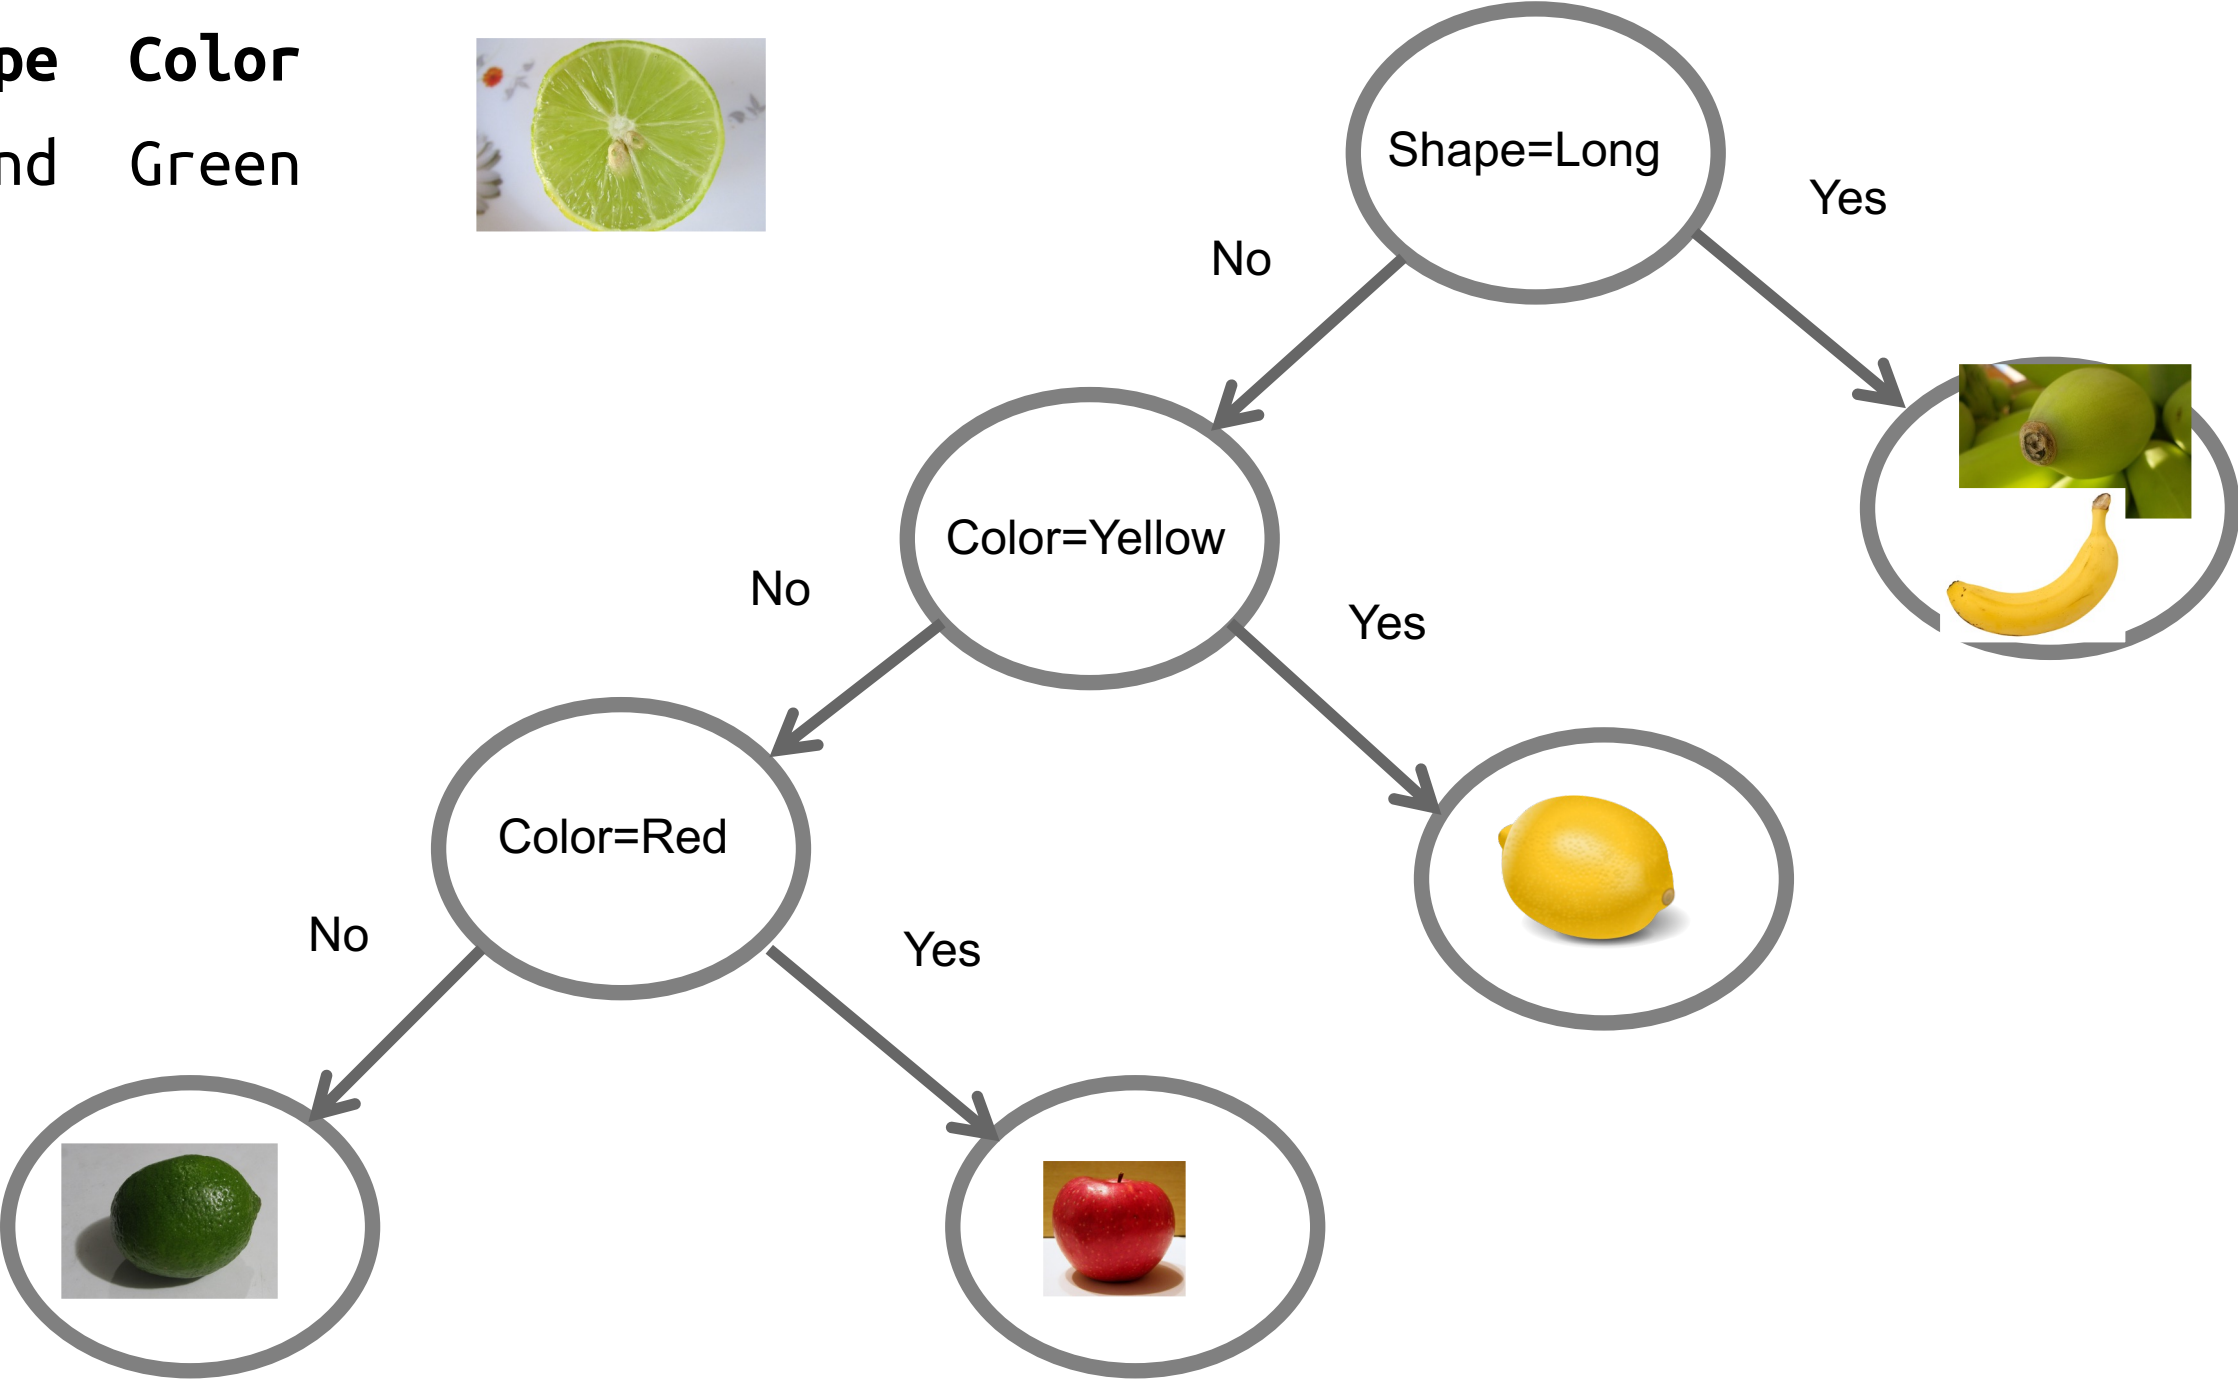 pe Color
nd Green
Shape=Long
Yes
No
Color=Yellow
No
Yes
Color=Red
No
Yes